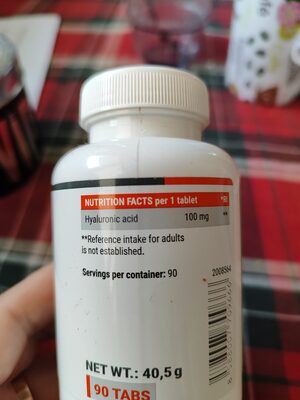 NUTRITION FACTS per 1 tablet *RI
Hyaluronic acid 100 mg **
**Reference intake for adults
is not established.
Servings per container: 90
NET WT.: 40,5 g
90 TABS